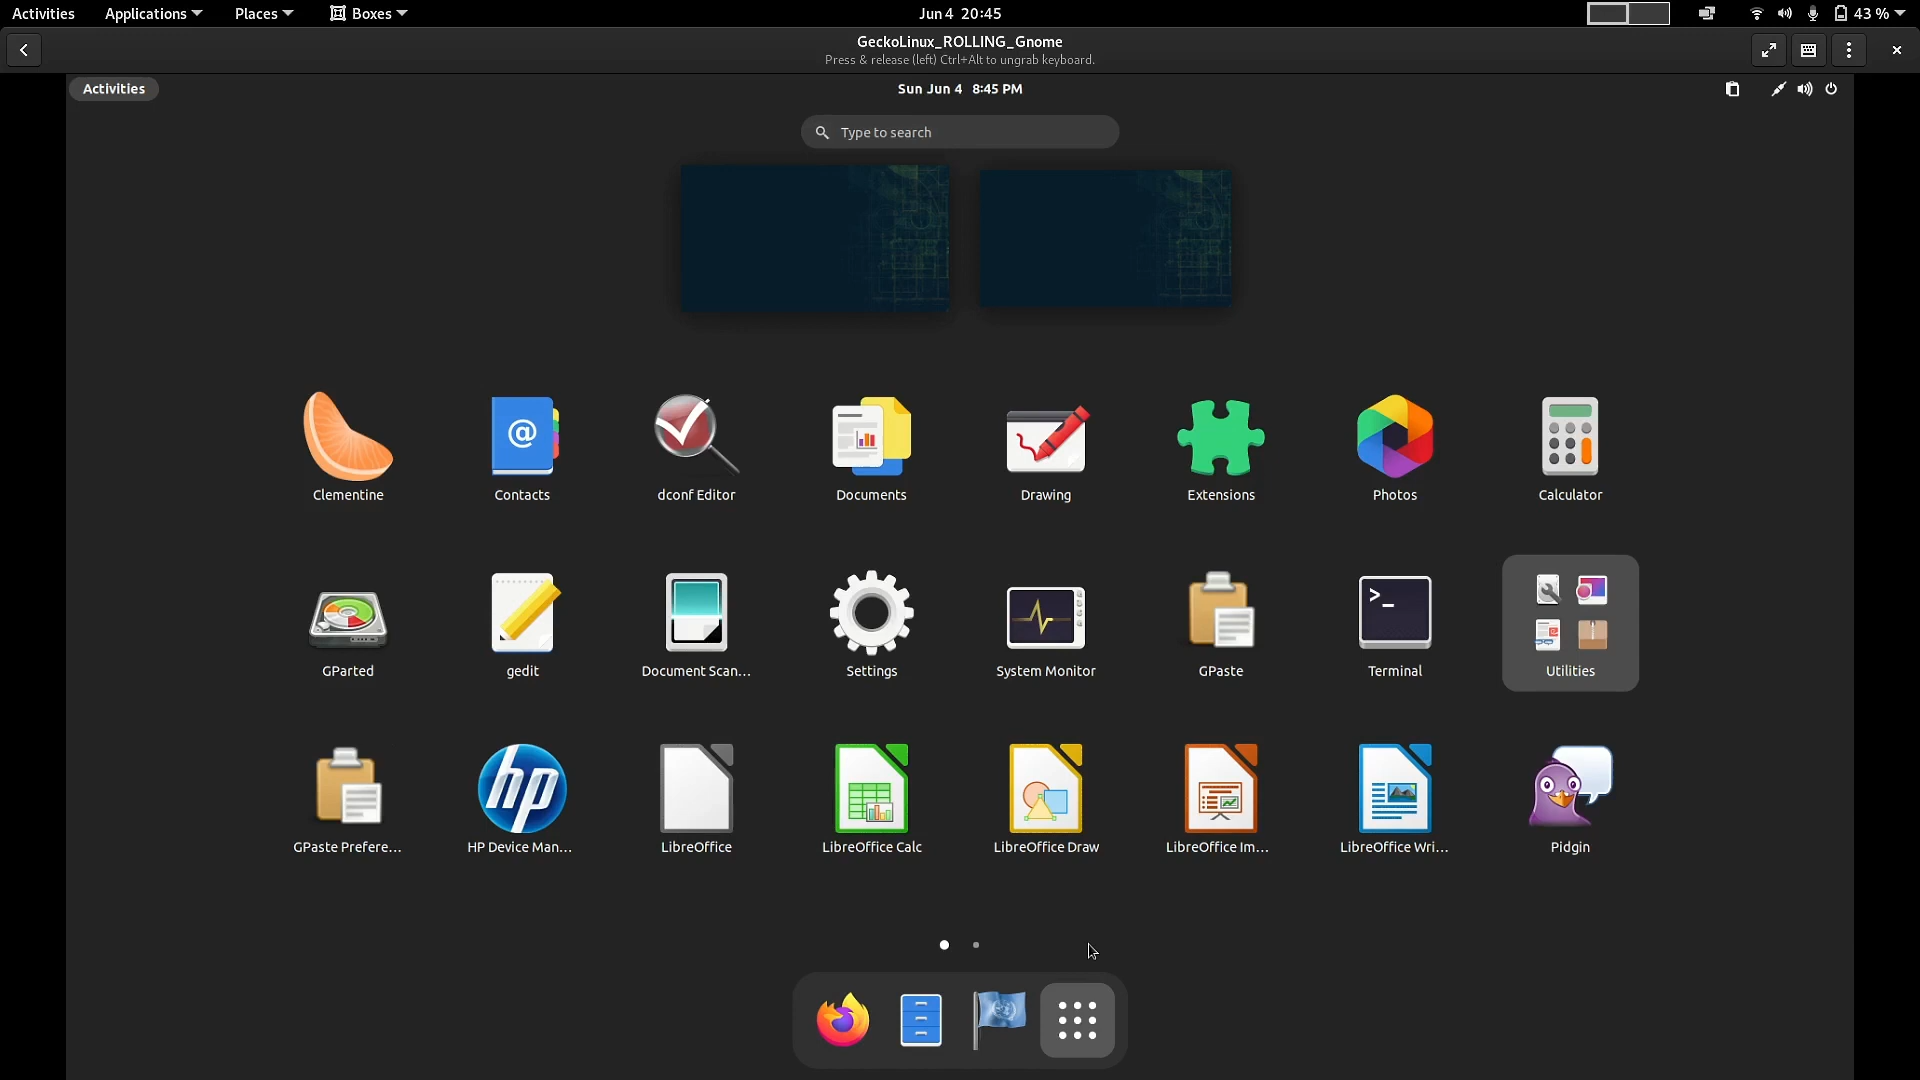 Activities Applications Places Boxes Jun 4 20:45 43 %
GeckoLinux_ROLLING_Gnome
Press & release (left) Ctrl+Alt to ungrab keyboard.
Activities Sun Jun 4 8:45 PM
Type to search
Clementine Contacts dconf Editor Documents Drawing Extensions Photos Calculator
GParted gedit Document Scan... Settings System Monitor GPaste Terminal Utilities
GPaste Prefere... HP Device Man... LibreOffice LibreOffice Calc LibreOffice Draw LibreOffice Im... LibreOffice Wri... Pidgin